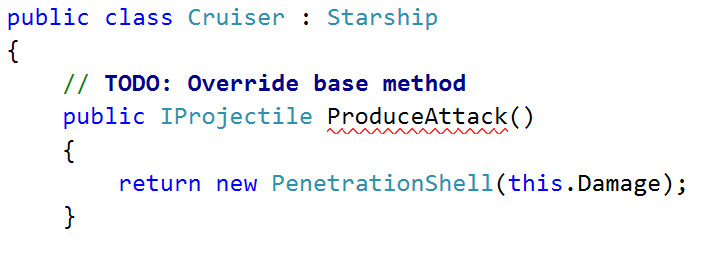 public class Cruiser : Starship
{
    // TODO: Override base method
    public IProjectile ProduceAttack()
    {
        return new PenetrationShell(this.Damage);
    }